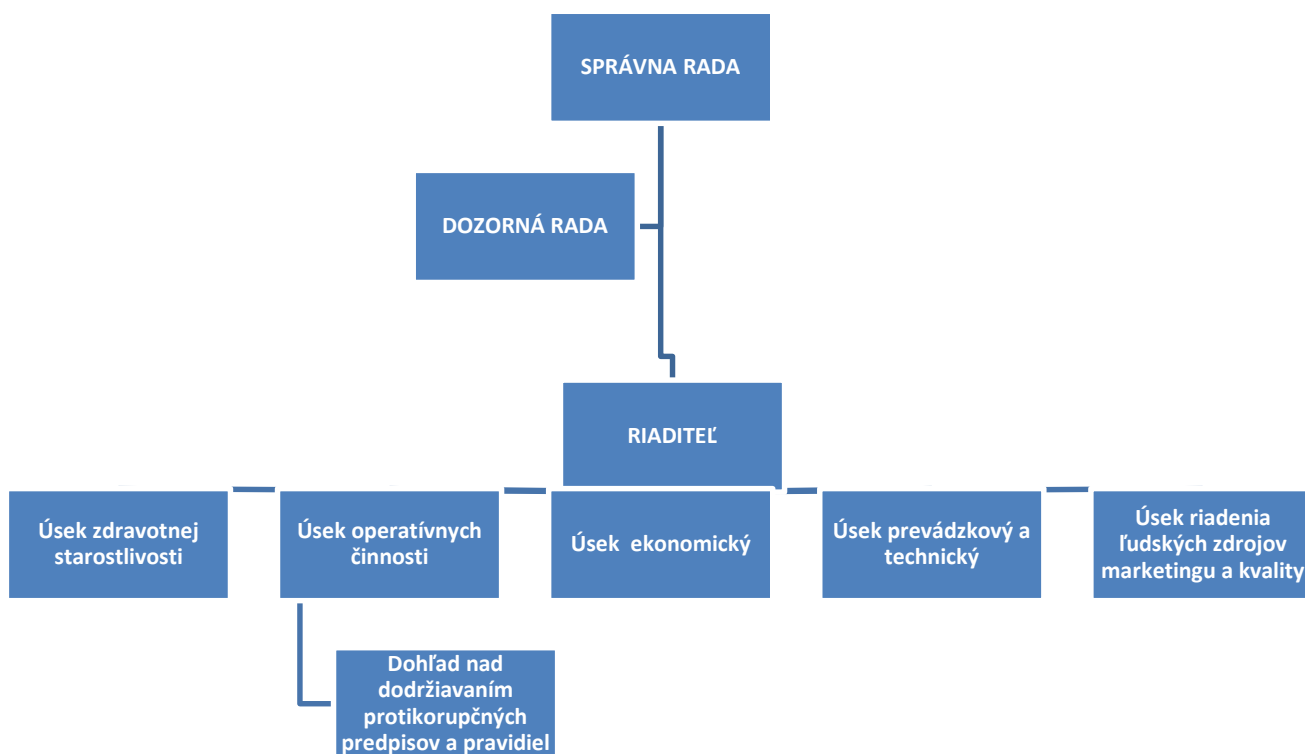 SPRÁVNA RADA
DOZORNÁ RADA
RIADITEĽ
Úsek zdravotnej
starostlivosti
Úsek operatívnych
činnosti
Úsek ekonomický
Úsek prevádzkový a
technický
Úsek riadenia
ľudských zdrojov
marketingu a kvality
Dohľad nad
dodržiavaním
protikorupčných
predpisov a pravidiel